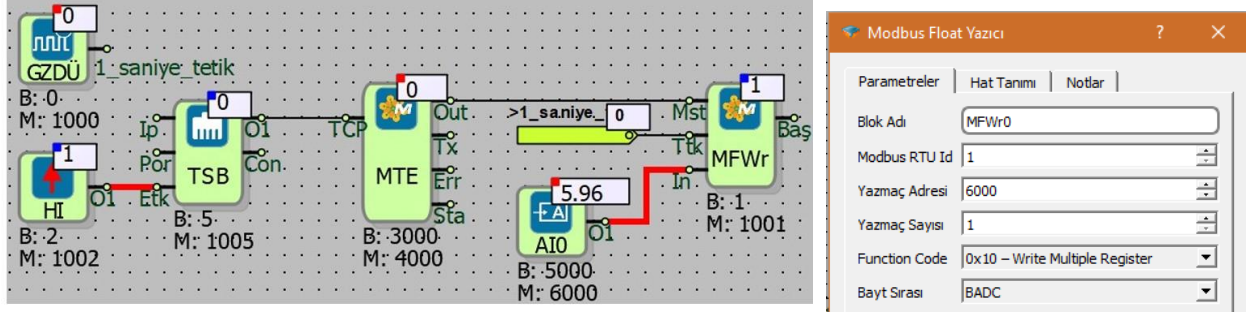 0
GZDÜ
1_saniye_tetik
B: 0
M: 1000
1
HI
O1
B: 2
M: 1002
0
Ip
Por
Etk
TSB
O1
Con
B: 5
M: 1005
0
TCP
MTE
Out
Tx
Err
Sta
B: 3000
M: 4000
>1_saniye_
0
5.96
AI0
O1
B: 5000
M: 6000
1
Mst
Ttk
In
MFWr
Baş
B: 1
M: 1001
Modbus Float Yazıcı
?
Parametreler Hat Tanımı Notlar
Blok Adı MFWr0
Modbus RTU Id 1
Yazmaç Adresi 6000
Yazmaç Sayısı 1
Function Code 0x10 – Write Multiple Register
Bayt Sırası BADC